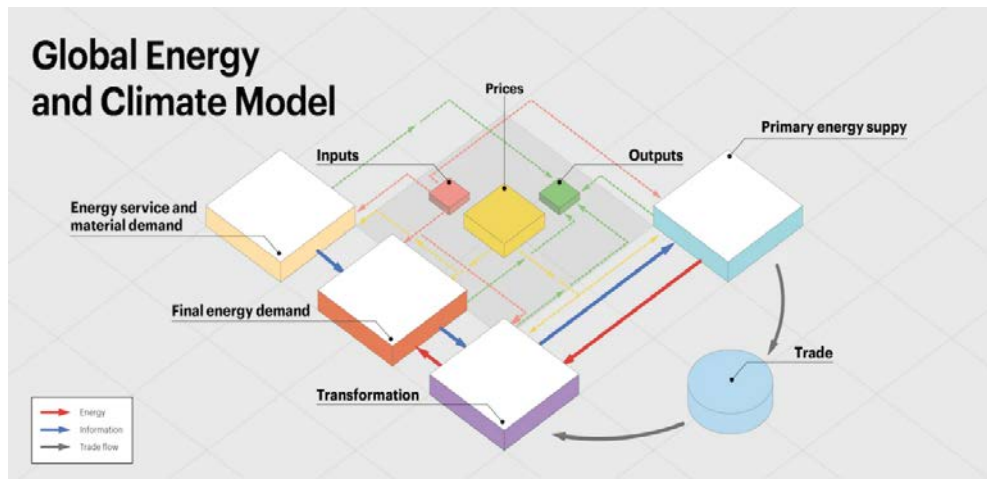 Global Energy
and Climate Model
Prices
Primary energy suppy
Inputs
Outputs
Energy service and
material demand
Final energy demand
Trade
Transformation
Energy
Information
Trade flow